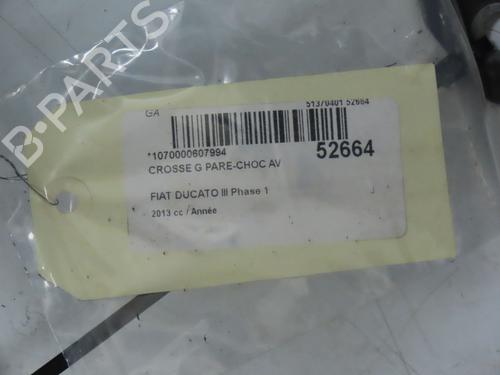 B-PARTS
GA
51370401 52664
*1070000607994
52664
CROSSE G PARE-CHOC AV
FIAT DUCATO III Phase 1
2013 cc / Année